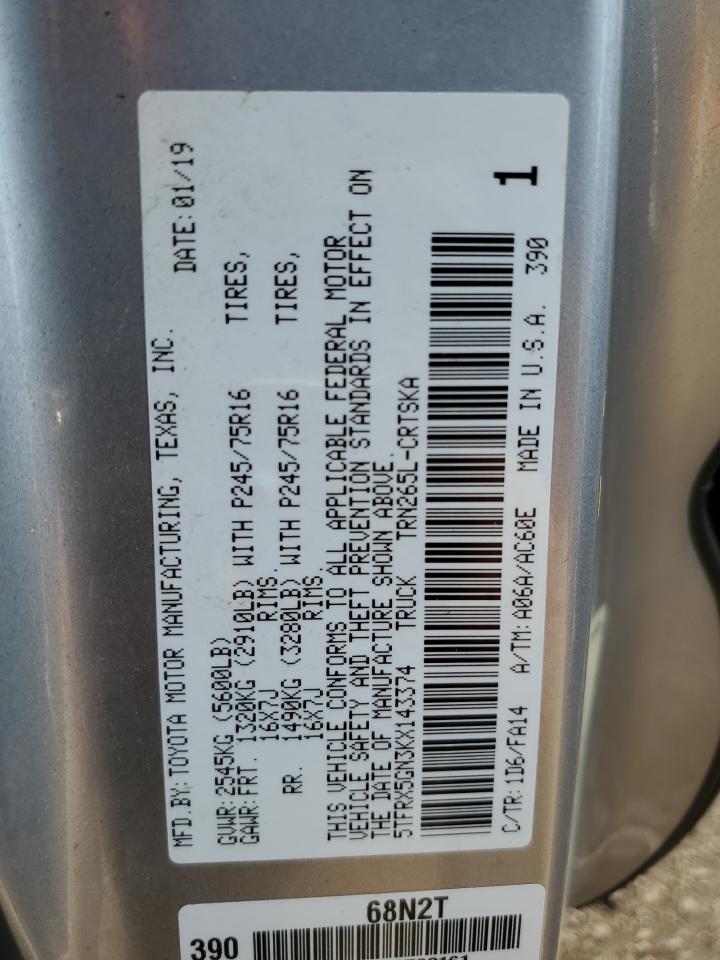 MFD.BY:TOYOTA MOTOR MANUFACTURING, TEXAS, INC. DATE:01/19
GVWR:2545KG (5600LB)
GAWR:FRT. 1320KG (2910LB) WITH P245/75R16 TIRES,
16X7J RIMS.
RR. 1490KG (3280LB) WITH P245/75R16 TIRES,
16X7J RIMS.
THIS VEHICLE CONFORMS TO ALL APPLICABLE FEDERAL MOTOR
VEHICLE SAFETY AND THEFT PREVENTION STANDARDS IN EFFECT ON
THE DATE OF MANUFACTURE SHOWN ABOVE.
5TFRX5GN3KX143374 TRUCK TRN265L-CRTSKA
1
C/TR:1D6/FA14 A/TM:A06A/AC60E MADE IN U.S.A. 390
68N2T
390